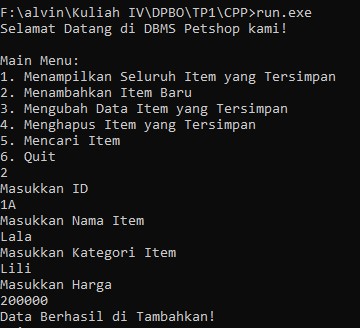 F:\alvin\Kuliah IV\DPBO\TP1\CPP>run.exe
Selamat Datang di DBMS Petshop kami!
Main Menu:
1. Menampilkan Seluruh Item yang Tersimpan
2. Menambahkan Item Baru
3. Mengubah Data Item yang Tersimpan
4. Menghapus Item yang Tersimpan
5. Mencari Item
6. Quit
2
Masukkan ID
1A
Masukkan Nama Item
Lala
Masukkan Kategori Item
Lili
Masukkan Harga
200000
Data Berhasil di Tambahkan!